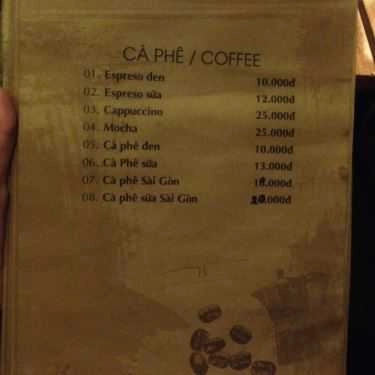 CÀ PHÊ / COFFEE
01. Espreso đen 10.000đ
02. Espreso sữa 12.000đ
03. Cappuccino 25.000đ
04. Mocha 25.000đ
05. Cà phê đen 10.000đ
06. Cà Phê sữa 13.000đ
07. Cà phê Sài Gòn
08. Cà phê sữa Sài Gòn